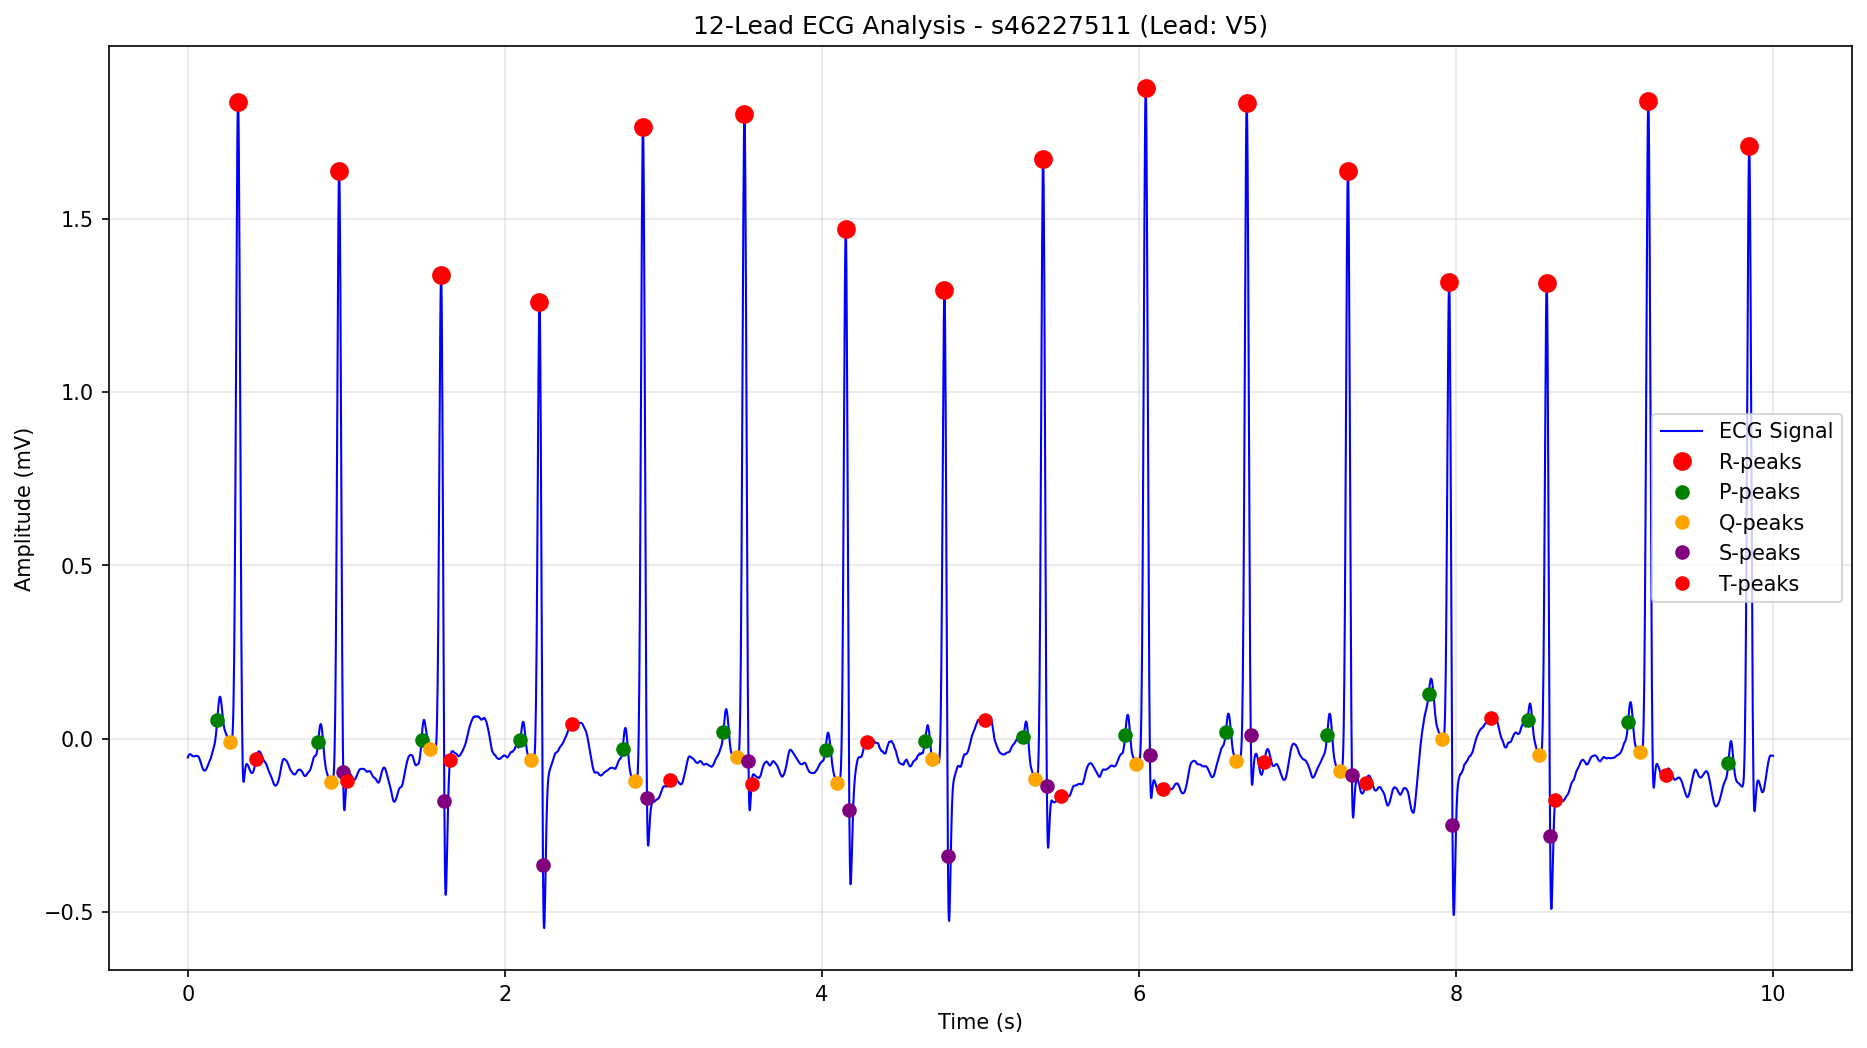 12-Lead ECG Analysis - s46227511 (Lead: V5)
Amplitude (mV)
1.5
1.0
0.5
0.0
−0.5
ECG Signal
R-peaks
P-peaks
Q-peaks
S-peaks
T-peaks
0 2 4 6 8 10
Time (s)